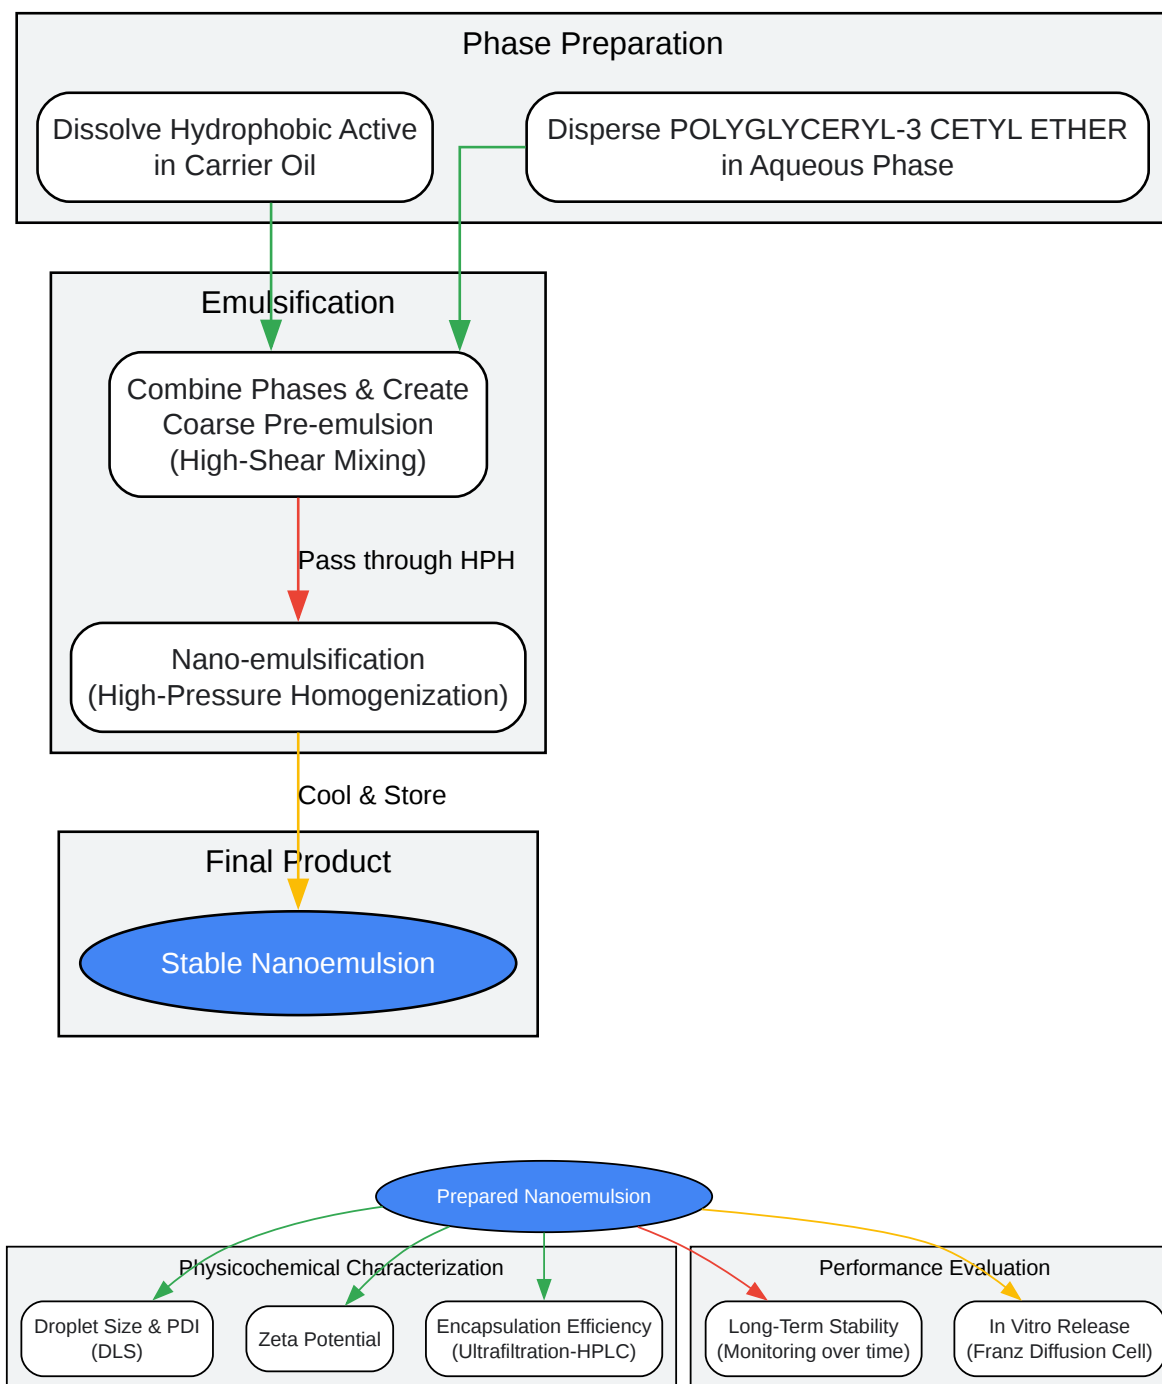 Phase Preparation
Dissolve Hydrophobic Active
in Carrier Oil
Disperse POLYGLYCERYL-3 CETYL ETHER
in Aqueous Phase
Emulsification
Combine Phases & Create
Coarse Pre-emulsion
(High-Shear Mixing)
Pass through HPH
Nano-emulsification
(High-Pressure Homogenization)
Cool & Store
Final Product
Stable Nanoemulsion
Prepared Nanoemulsion
Physicochemical Characterization
Droplet Size & PDI
(DLS)
Zeta Potential
Encapsulation Efficiency
(Ultrafiltration-HPLC)
Performance Evaluation
Long-Term Stability
(Monitoring over time)
In Vitro Release
(Franz Diffusion Cell)